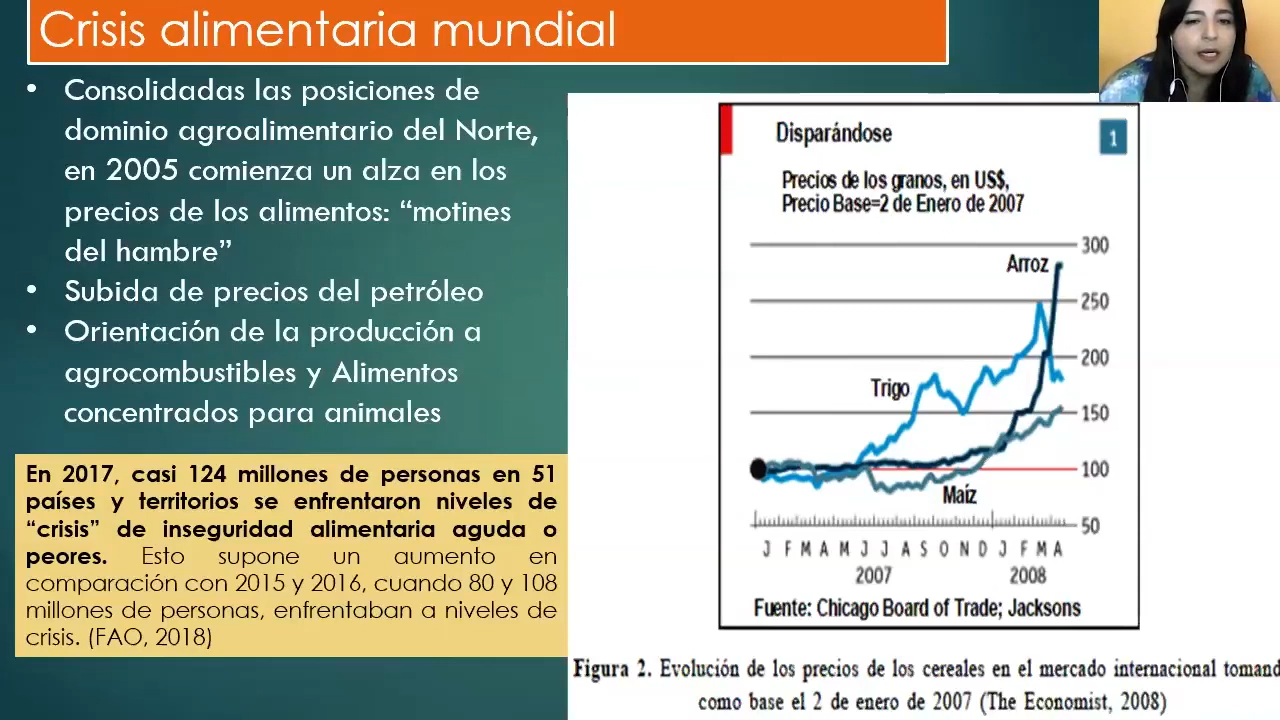 Crisis alimentaria mundial
• Consolidadas las posiciones de
dominio agroalimentario del Norte,
en 2005 comienza un alza en los
precios de los alimentos: “motines
del hambre”
• Subida de precios del petróleo
• Orientación de la producción a
agrocombustibles y Alimentos
concentrados para animales
En 2017, casi 124 millones de personas en 51
países y territorios se enfrentaron niveles de
“crisis” de inseguridad alimentaria aguda o
peores. Esto supone un aumento en
comparación con 2015 y 2016, cuando 80 y 108
millones de personas, enfrentaban a niveles de
crisis. (FAO, 2018)
Disparándose
1
Precios de los granos, en US$,
Precio Base=2 de Enero de 2007
300
Arroz
250
200
Trigo
150
100
Maíz
50
J F M A M J J A S O N D J F M A
2007 2008
Fuente: Chicago Board of Trade; Jacksons
Figura 2. Evolución de los precios de los cereales en el mercado internacional tomand
como base el 2 de enero de 2007 (The Economist, 2008)